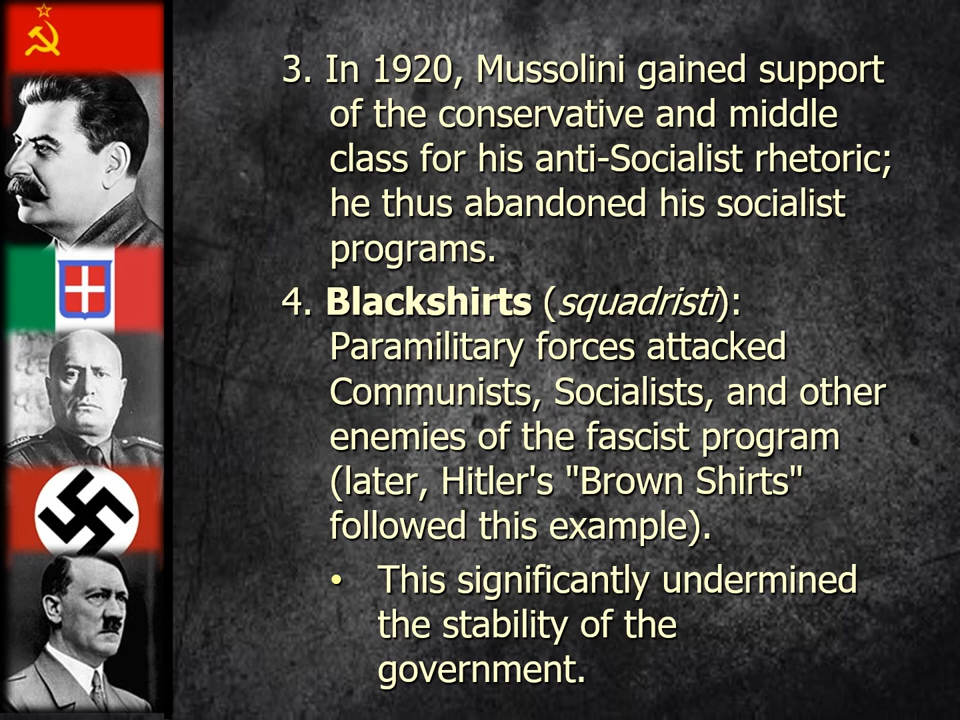 3. In 1920, Mussolini gained support
of the conservative and middle
class for his anti-Socialist rhetoric;
he thus abandoned his socialist
programs.
4. Blackshirts (squadristi):
Paramilitary forces attacked
Communists, Socialists, and other
enemies of the fascist program
(later, Hitler's "Brown Shirts"
followed this example).
• This significantly undermined
the stability of the
government.